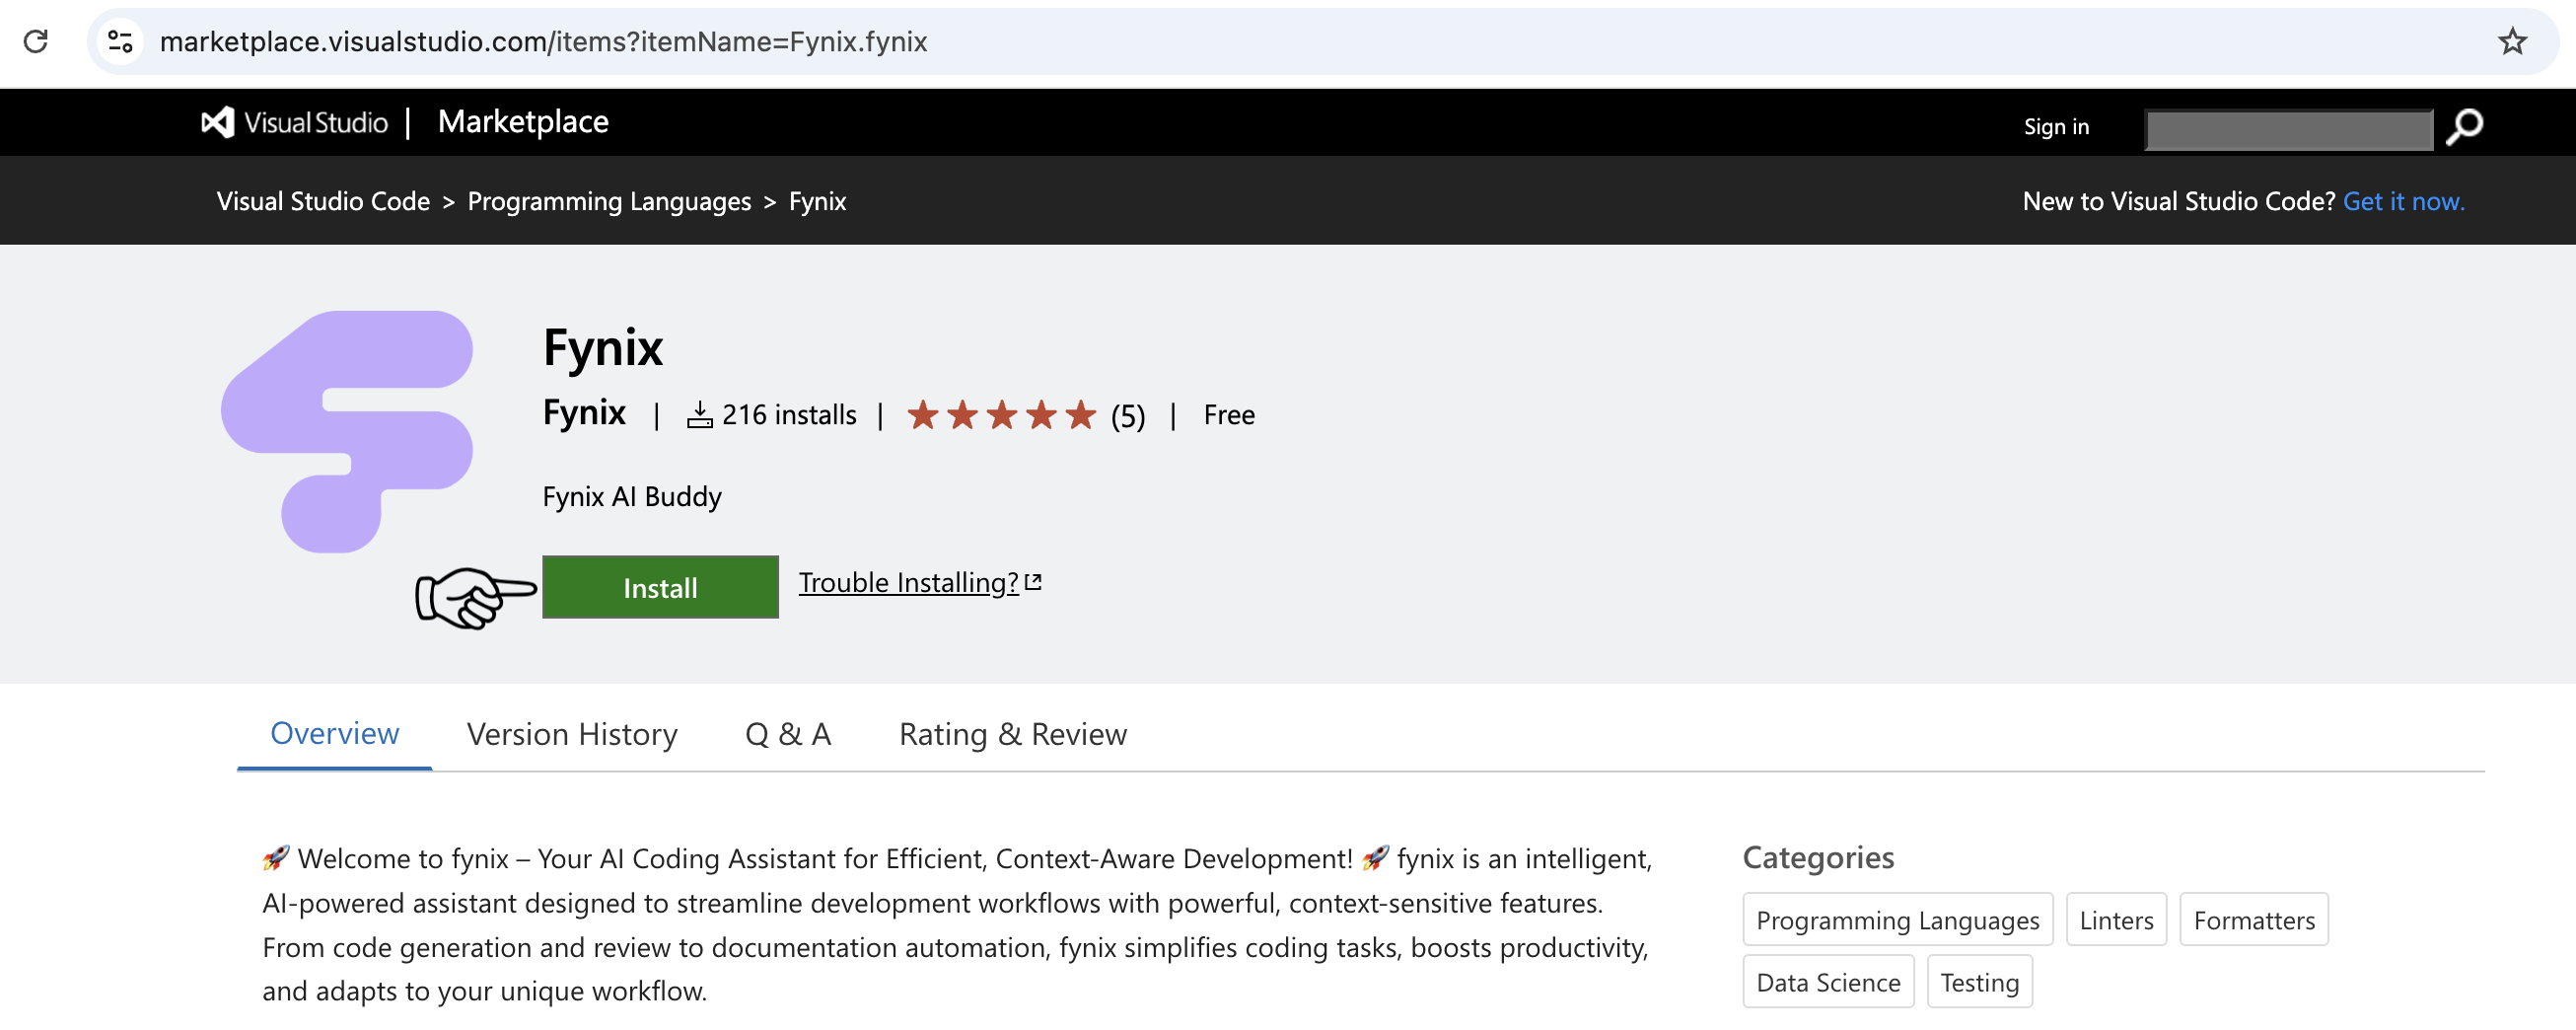 marketplace.visualstudio.com/items?itemName=Fynix.fynix
Visual Studio | Marketplace
Sign in
Visual Studio Code > Programming Languages > Fynix
New to Visual Studio Code? Get it now.
Fynix
Fynix | 216 installs | (5) | Free
Fynix AI Buddy
Install
Trouble Installing?
Overview Version History Q & A Rating & Review
🚀 Welcome to fynix – Your AI Coding Assistant for Efficient, Context-Aware Development! 🚀 fynix is an intelligent,
AI-powered assistant designed to streamline development workflows with powerful, context-sensitive features.
From code generation and review to documentation automation, fynix simplifies coding tasks, boosts productivity,
and adapts to your unique workflow.
Categories
Programming Languages Linters Formatters
Data Science Testing